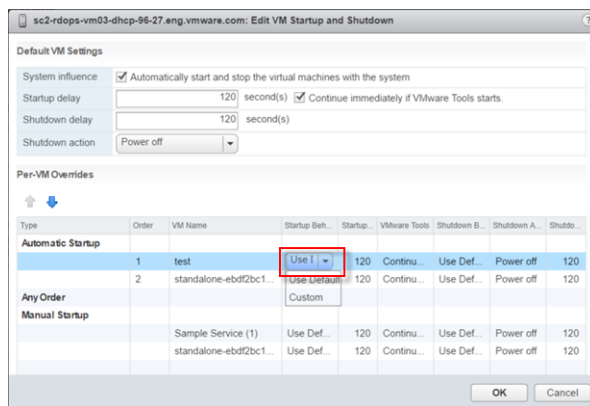 sc2-rdops-vm03-dhcp-96-27.eng.vmware.com: Edit VM Startup and Shutdown ?
Default VM Settings
System influence Automatically start and stop the virtual machines with the system
Startup delay 120 second(s) Continue immediately if VMware Tools starts.
Shutdown delay 120 second(s)
Shutdown action Power off
Per-VM Overrides
Type Order VM Name Startup Beh... Startup... VMware Tools Shutdown B... Shutdown A... Shutdo...
Automatic Startup
1 test Use D 120 Continu... Use Def... Power off 120
2 standalone-ebdf2bc1... Use Default 120 Continu... Use Def... Power off 120
Any Order Custom
Manual Startup
Sample Service (1) Use Def... 120 Continu... Use Def... Power off 120
standalone-ebdf2bc1... Use Def... 120 Continu... Use Def... Power off 120
OK Cancel